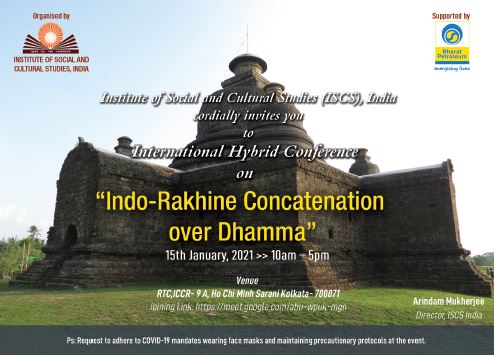 Organised by
INSTITUTE OF SOCIAL AND
CULTURAL STUDIES, INDIA
Supported by
Bharat
Petroleum
energising lives
Institute of Social and Cultural Studies (ISCS), India
cordially invites you
to
International Hybrid Conference
on
“Indo-Rakhine Concatenation
over Dhamma”
15th January, 2021 >> 10am - 5pm
Venue
RTC,ICCR- 9 A, Ho Chi Minh Sarani Kolkata- 700071
Joining Link: https://meet.google.com/abu-wpuk-mgn
Arindam Mukherjee
Director, ISCS India
Ps: Request to adhere to COVID-19 mandates wearing face masks and maintaining precautionary protocols at the event.